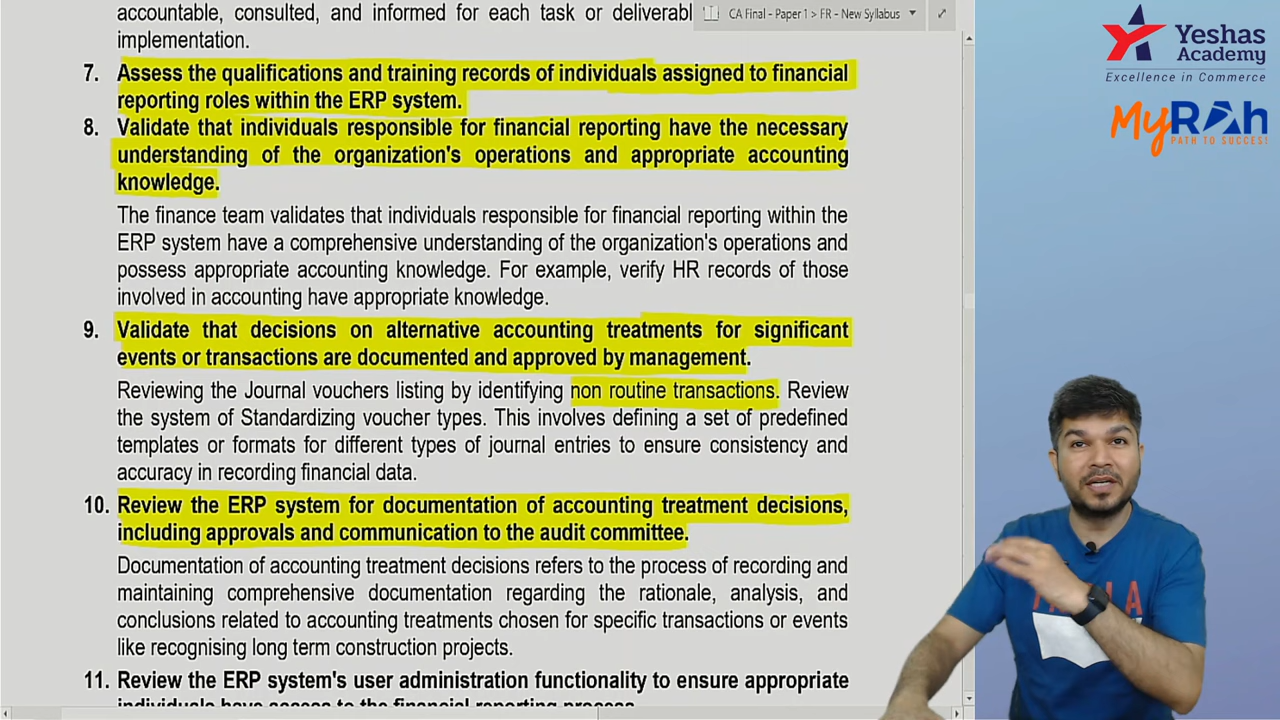 accountable, consulted, and informed for each task or deliverabl
implementation.
CA Final - Paper 1 > FR - New Syllabus
7. Assess the qualifications and training records of individuals assigned to financial
reporting roles within the ERP system.
8. Validate that individuals responsible for financial reporting have the necessary
understanding of the organization's operations and appropriate accounting
knowledge.
The finance team validates that individuals responsible for financial reporting within the
ERP system have a comprehensive understanding of the organization's operations and
possess appropriate accounting knowledge. For example, verify HR records of those
involved in accounting have appropriate knowledge.
9. Validate that decisions on alternative accounting treatments for significant
events or transactions are documented and approved by management.
Reviewing the Journal vouchers listing by identifying non routine transactions. Review
the system of Standardizing voucher types. This involves defining a set of predefined
templates or formats for different types of journal entries to ensure consistency and
accuracy in recording financial data.
10. Review the ERP system for documentation of accounting treatment decisions,
including approvals and communication to the audit committee.
Documentation of accounting treatment decisions refers to the process of recording and
maintaining comprehensive documentation regarding the rationale, analysis, and
conclusions related to accounting treatments chosen for specific transactions or events
like recognising long term construction projects.
11. Review the ERP system's user administration functionality to ensure appropriate
individuals have access to the financial reporting process.
Yeshas
Academy
Excellence in Commerce
MyRAh
PATH TO SUCCESS!